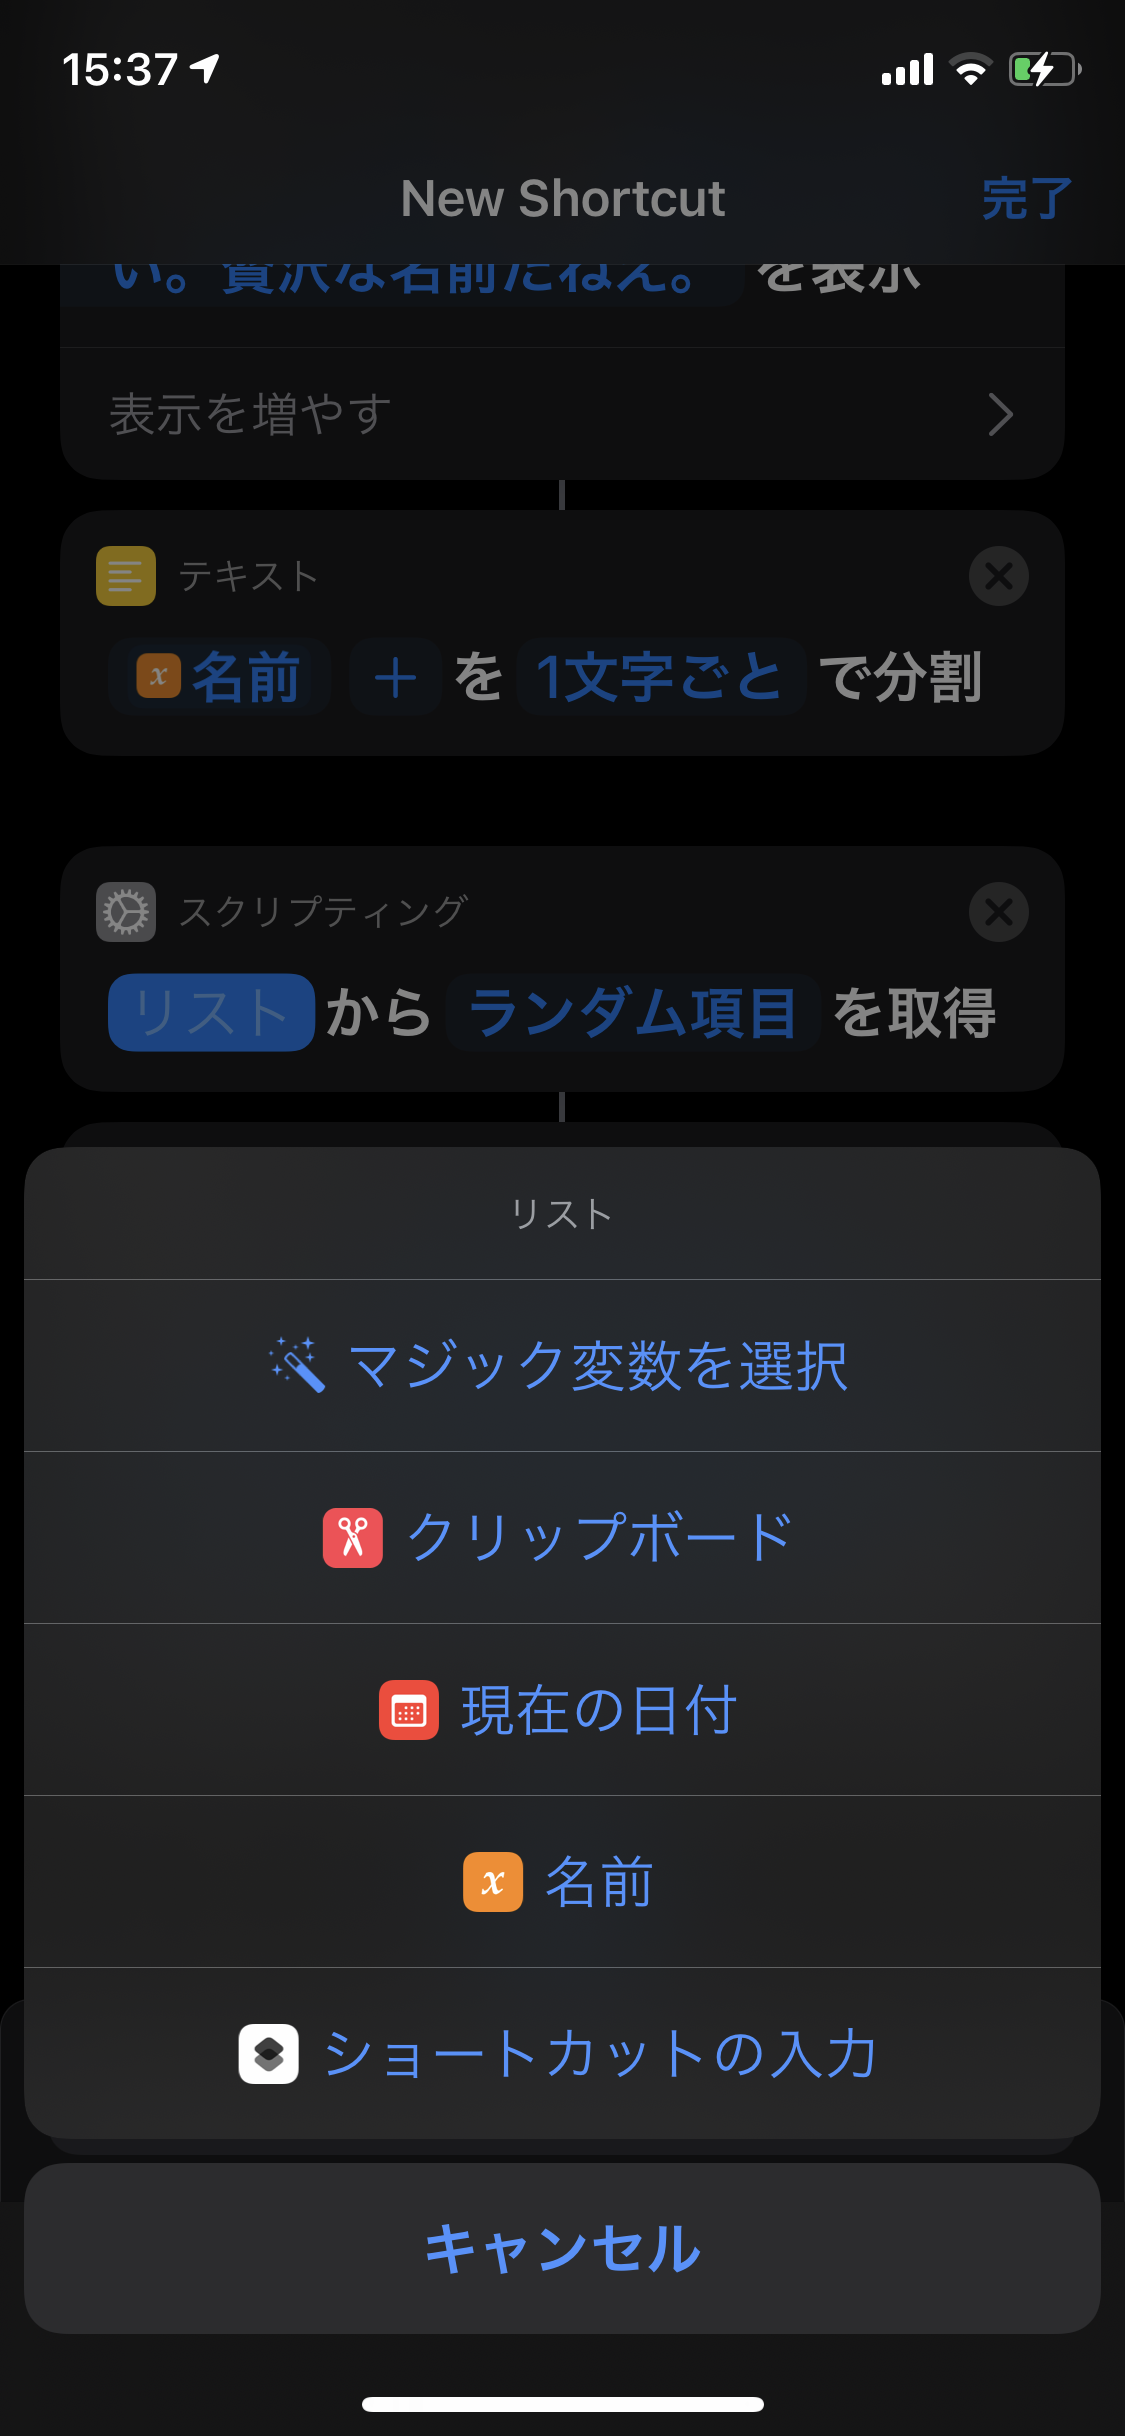 15:37
New Shortcut 完了
い。贅沢な名前だねえ。 を表示
表示を増やす
テキスト
名前 + を 1文字ごと で分割
スクリプティング
リスト から ランダム項目 を取得
リスト
マジック変数を選択
クリップボード
現在の日付
名前
ショートカットの入力
キャンセル